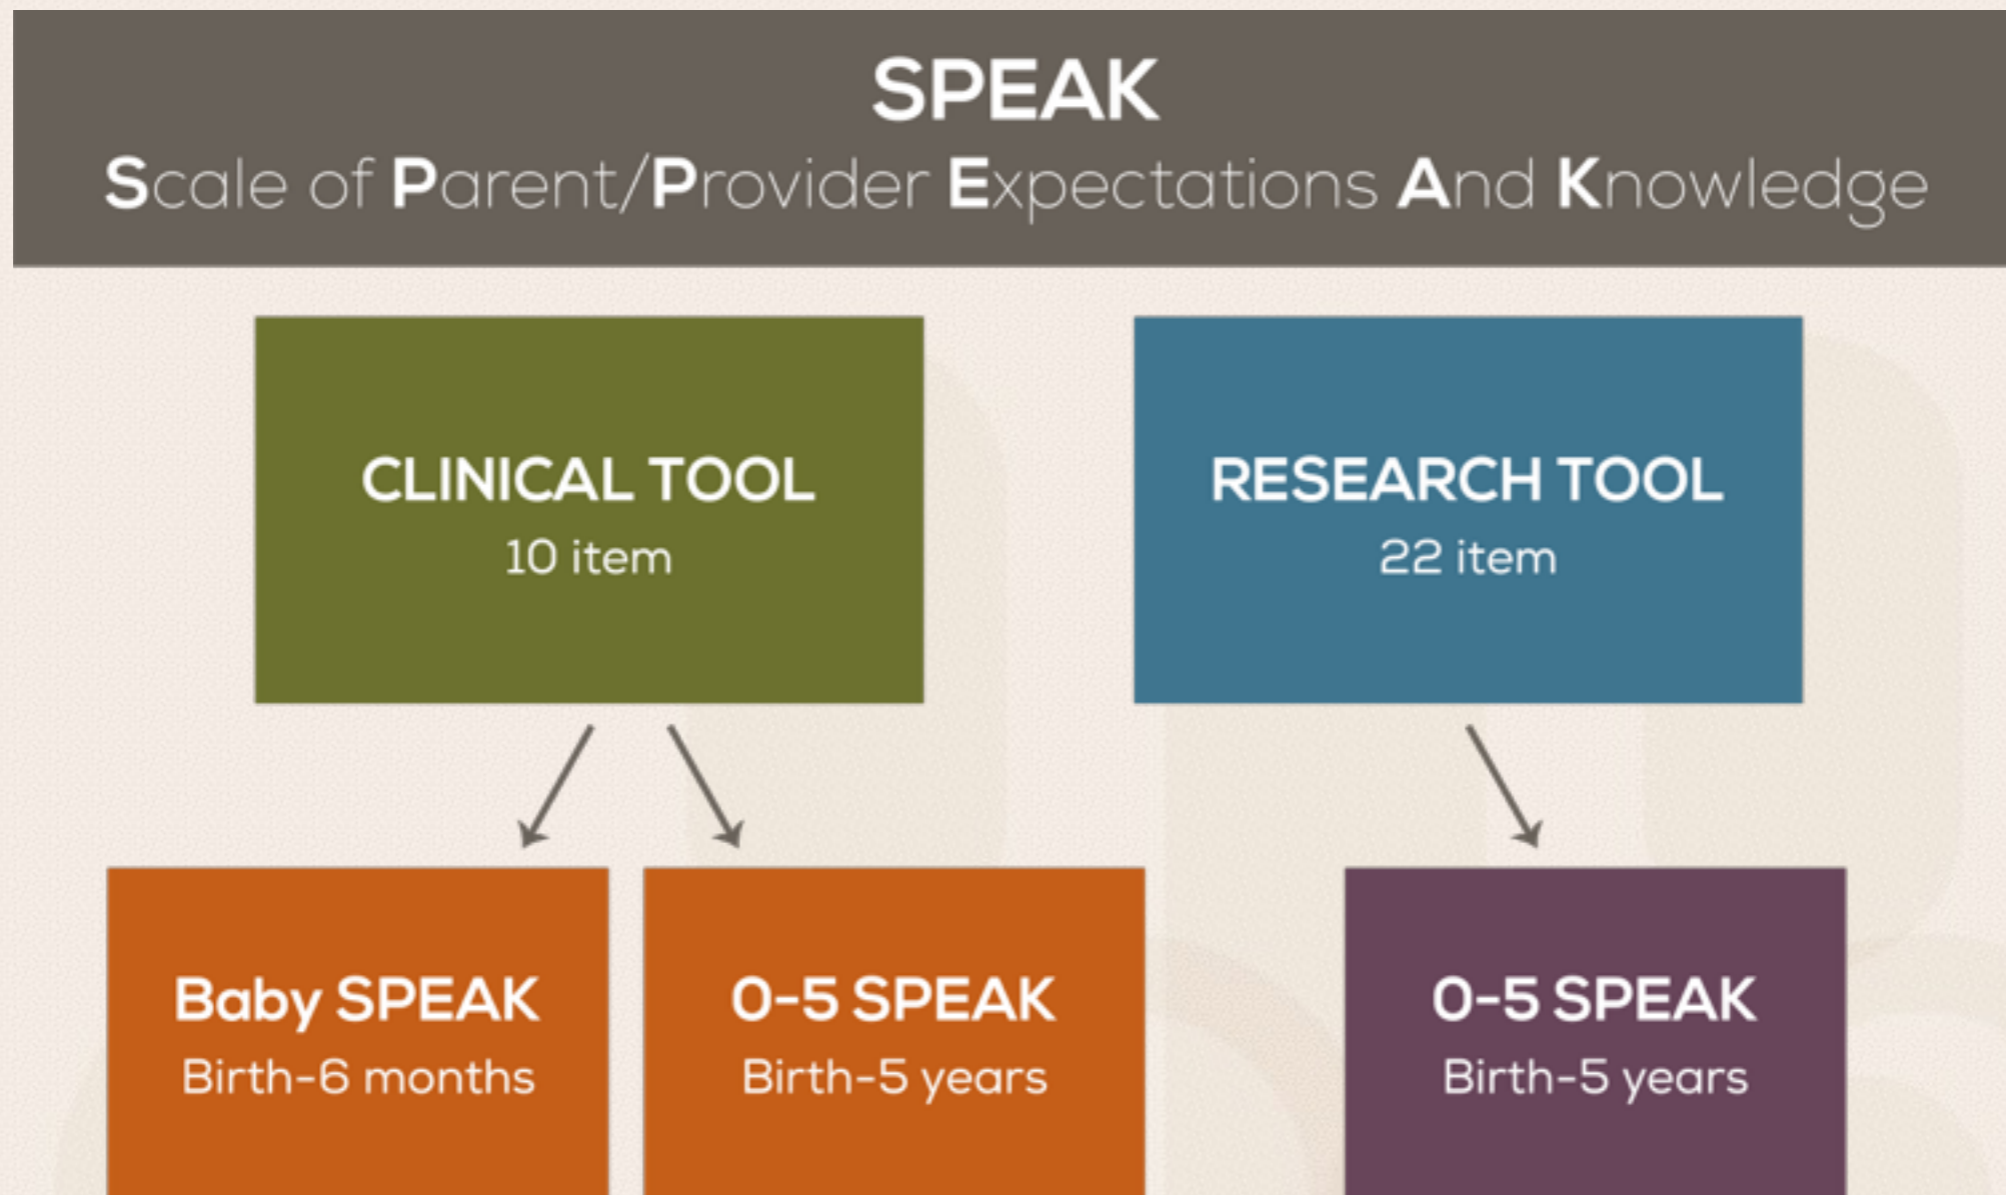 SPEAK
Scale of Parent/Provider Expectations And Knowledge
CLINICAL TOOL
10 item
RESEARCH TOOL
22 item
Baby SPEAK
Birth-6 months
0-5 SPEAK
Birth-5 years
0-5 SPEAK
Birth-5 years